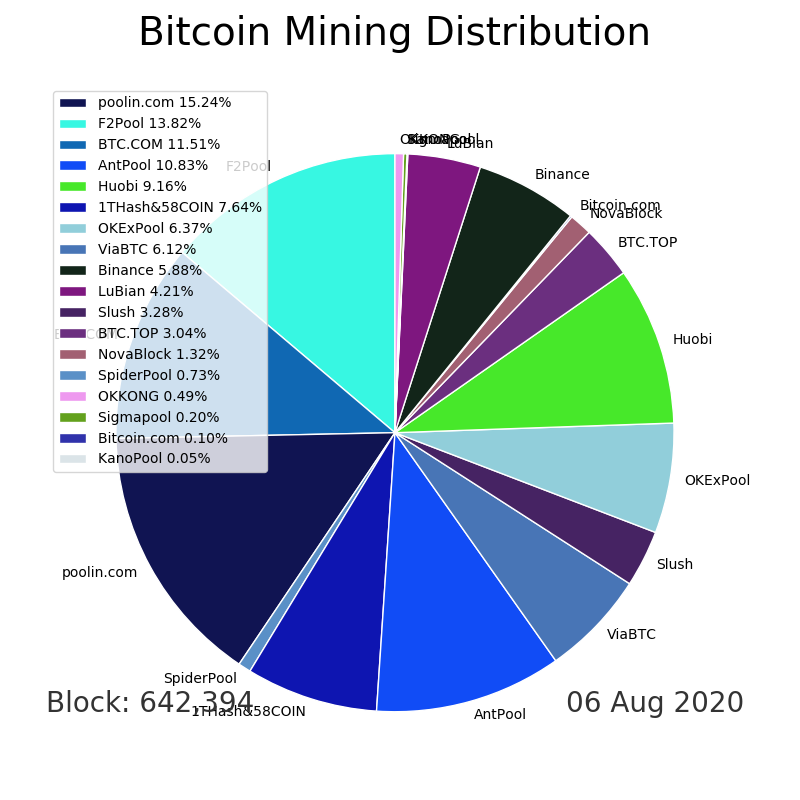 Bitcoin Mining Distribution
poolin.com 15.24%
F2Pool 13.82%
BTC.COM 11.51%
AntPool 10.83%
Huobi 9.16%
1THash&58COIN 7.64%
OKExPool 6.37%
ViaBTC 6.12%
Binance 5.88%
LuBian 4.21%
Slush 3.28%
BTC.TOP 3.04%
NovaBlock 1.32%
SpiderPool 0.73%
OKKONG 0.49%
Sigmapool 0.20%
Bitcoin.com 0.10%
KanoPool 0.05%
F2Pool
LuBian
Binance
Bitcoin.com
NovaBlock
BTC.TOP
Huobi
OKExPool
Slush
ViaBTC
AntPool
1THash&58COIN
SpiderPool
poolin.com
Block: 642,394
06 Aug 2020